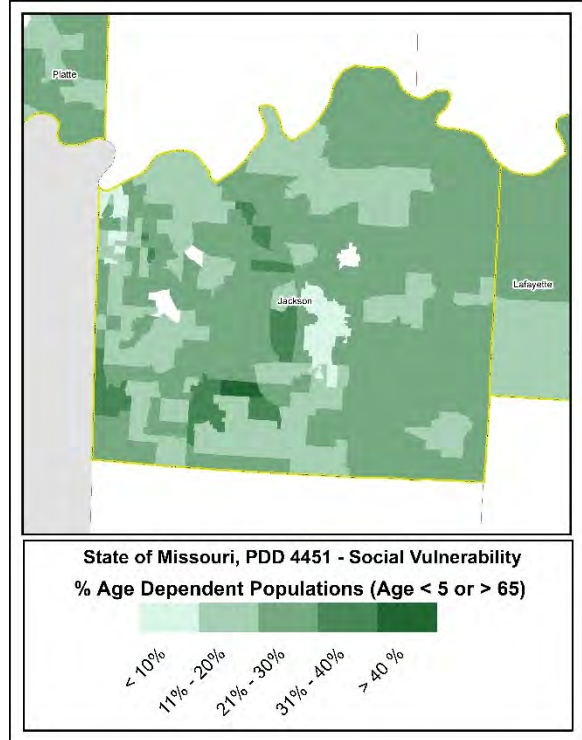 Platte
Jackson
Lafayette
State of Missouri, PDD 4451 - Social Vulnerability
% Age Dependent Populations (Age < 5 or > 65)
< 10%
11% - 20%
21% - 30%
31% - 40%
> 40 %